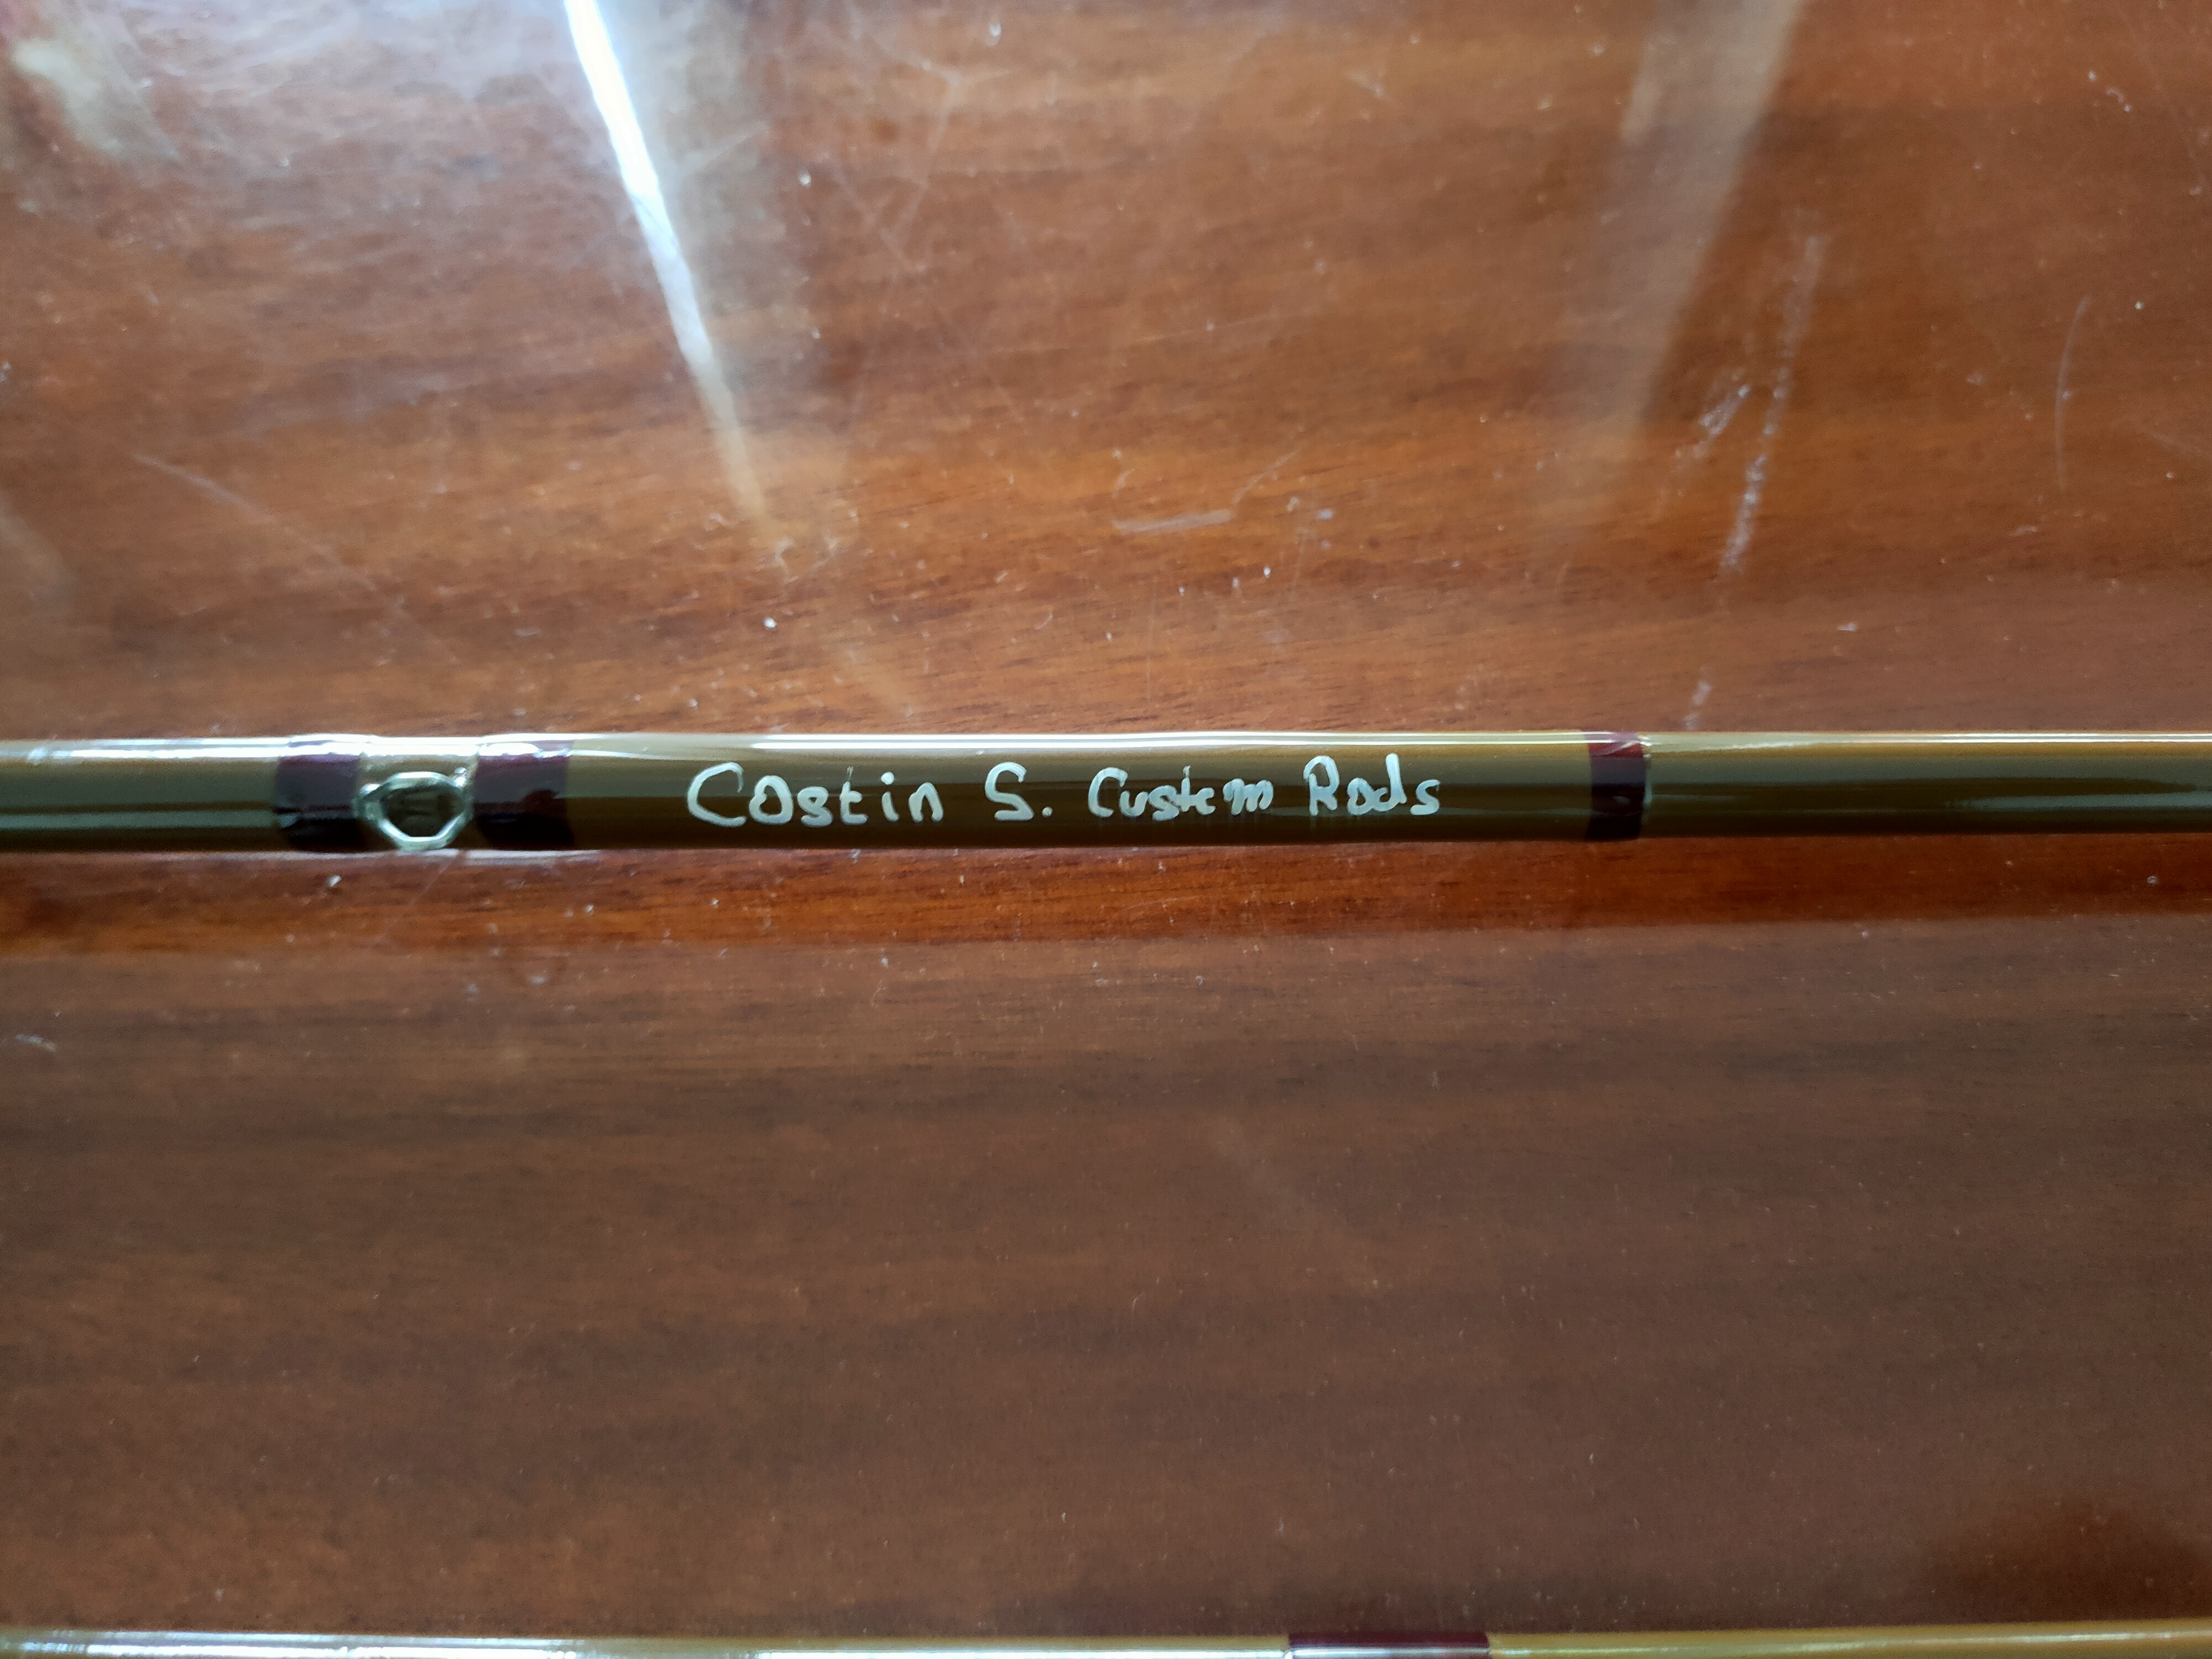 Costin S. Custom Rods